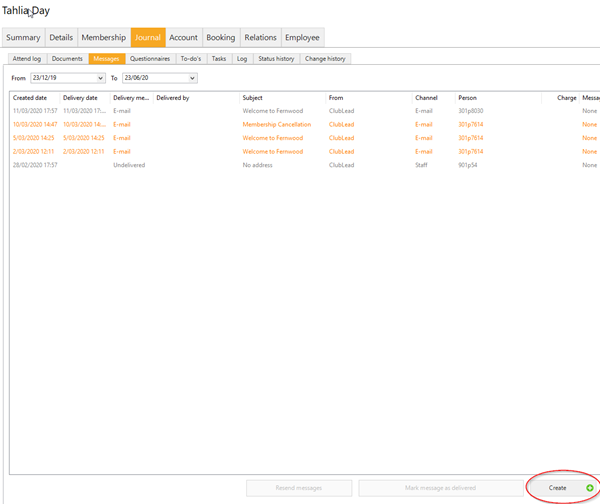 Tahlia Day
Summary Details Membership Journal Account Booking Relations Employee
Attend log Documents Messages Questionnaires To-do's Tasks Log Status history Change history
From 23/12/19 To 23/06/20
Created date Delivery date Delivery me... Delivered by Subject From Channel Person Charge Messa
11/03/2020 17:57 11/03/2020 17:... E-mail Welcome to Fernwood ClubLead E-mail 301p8030 None
10/03/2020 14:47 10/03/2020 14:... E-mail Membership Cancellation ClubLead E-mail 301p7614 None
5/03/2020 14:25 5/03/2020 14:25 E-mail Welcome to Fernwood ClubLead E-mail 301p7614 None
2/03/2020 12:11 2/03/2020 12:11 E-mail Welcome to Fernwood ClubLead E-mail 301p7614 None
28/02/2020 17:57 Undelivered No address ClubLead Staff 901p54 None
Resend messages Mark message as delivered Create